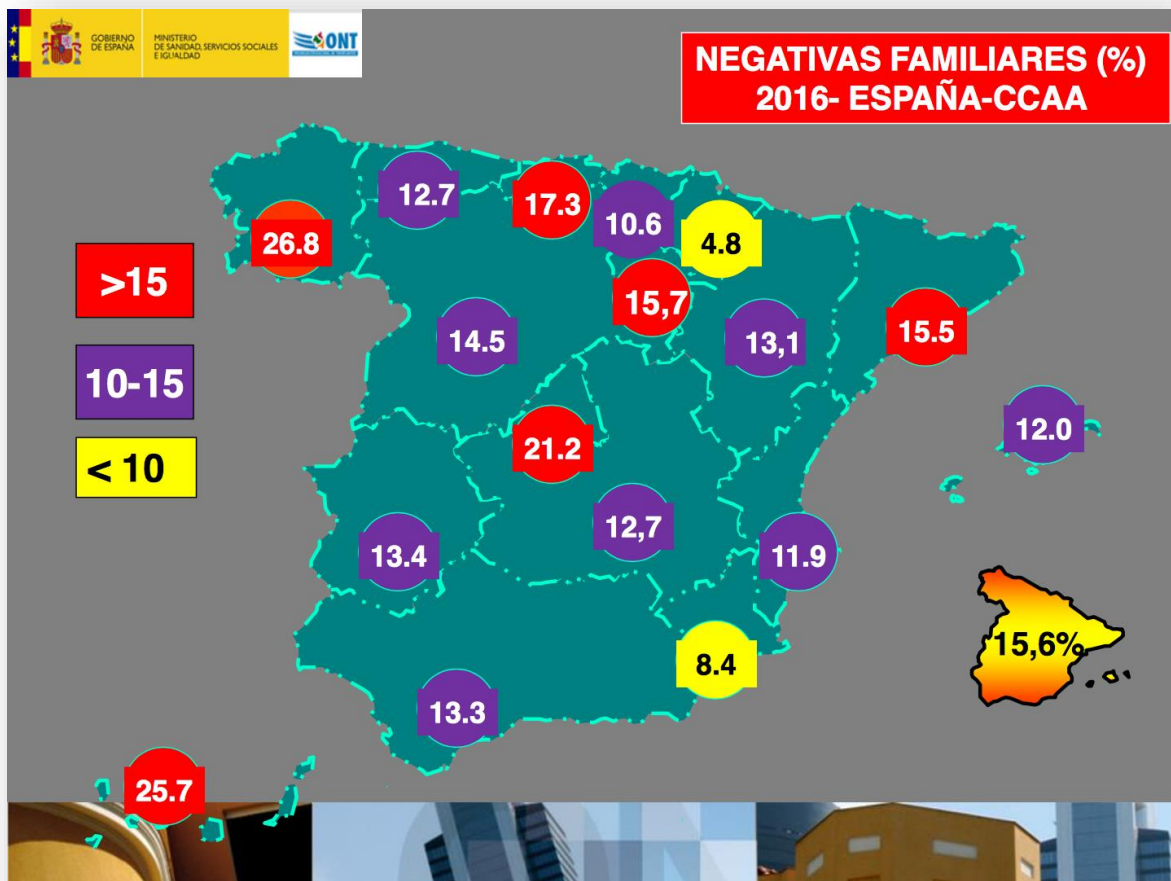 GOBIERNO
DE ESPAÑA
MINISTERIO
DE SANIDAD, SERVICIOS SOCIALES
E IGUALDAD
ONT
NEGATIVAS FAMILIARES (%)
2016- ESPAÑA-CCAA
12.7
17.3
10.6
4.8
26.8
>15
15,7
14.5
13,1
15.5
10-15
21.2
12.0
< 10
12,7
13.4
11.9
15,6%
8.4
13.3
25.7